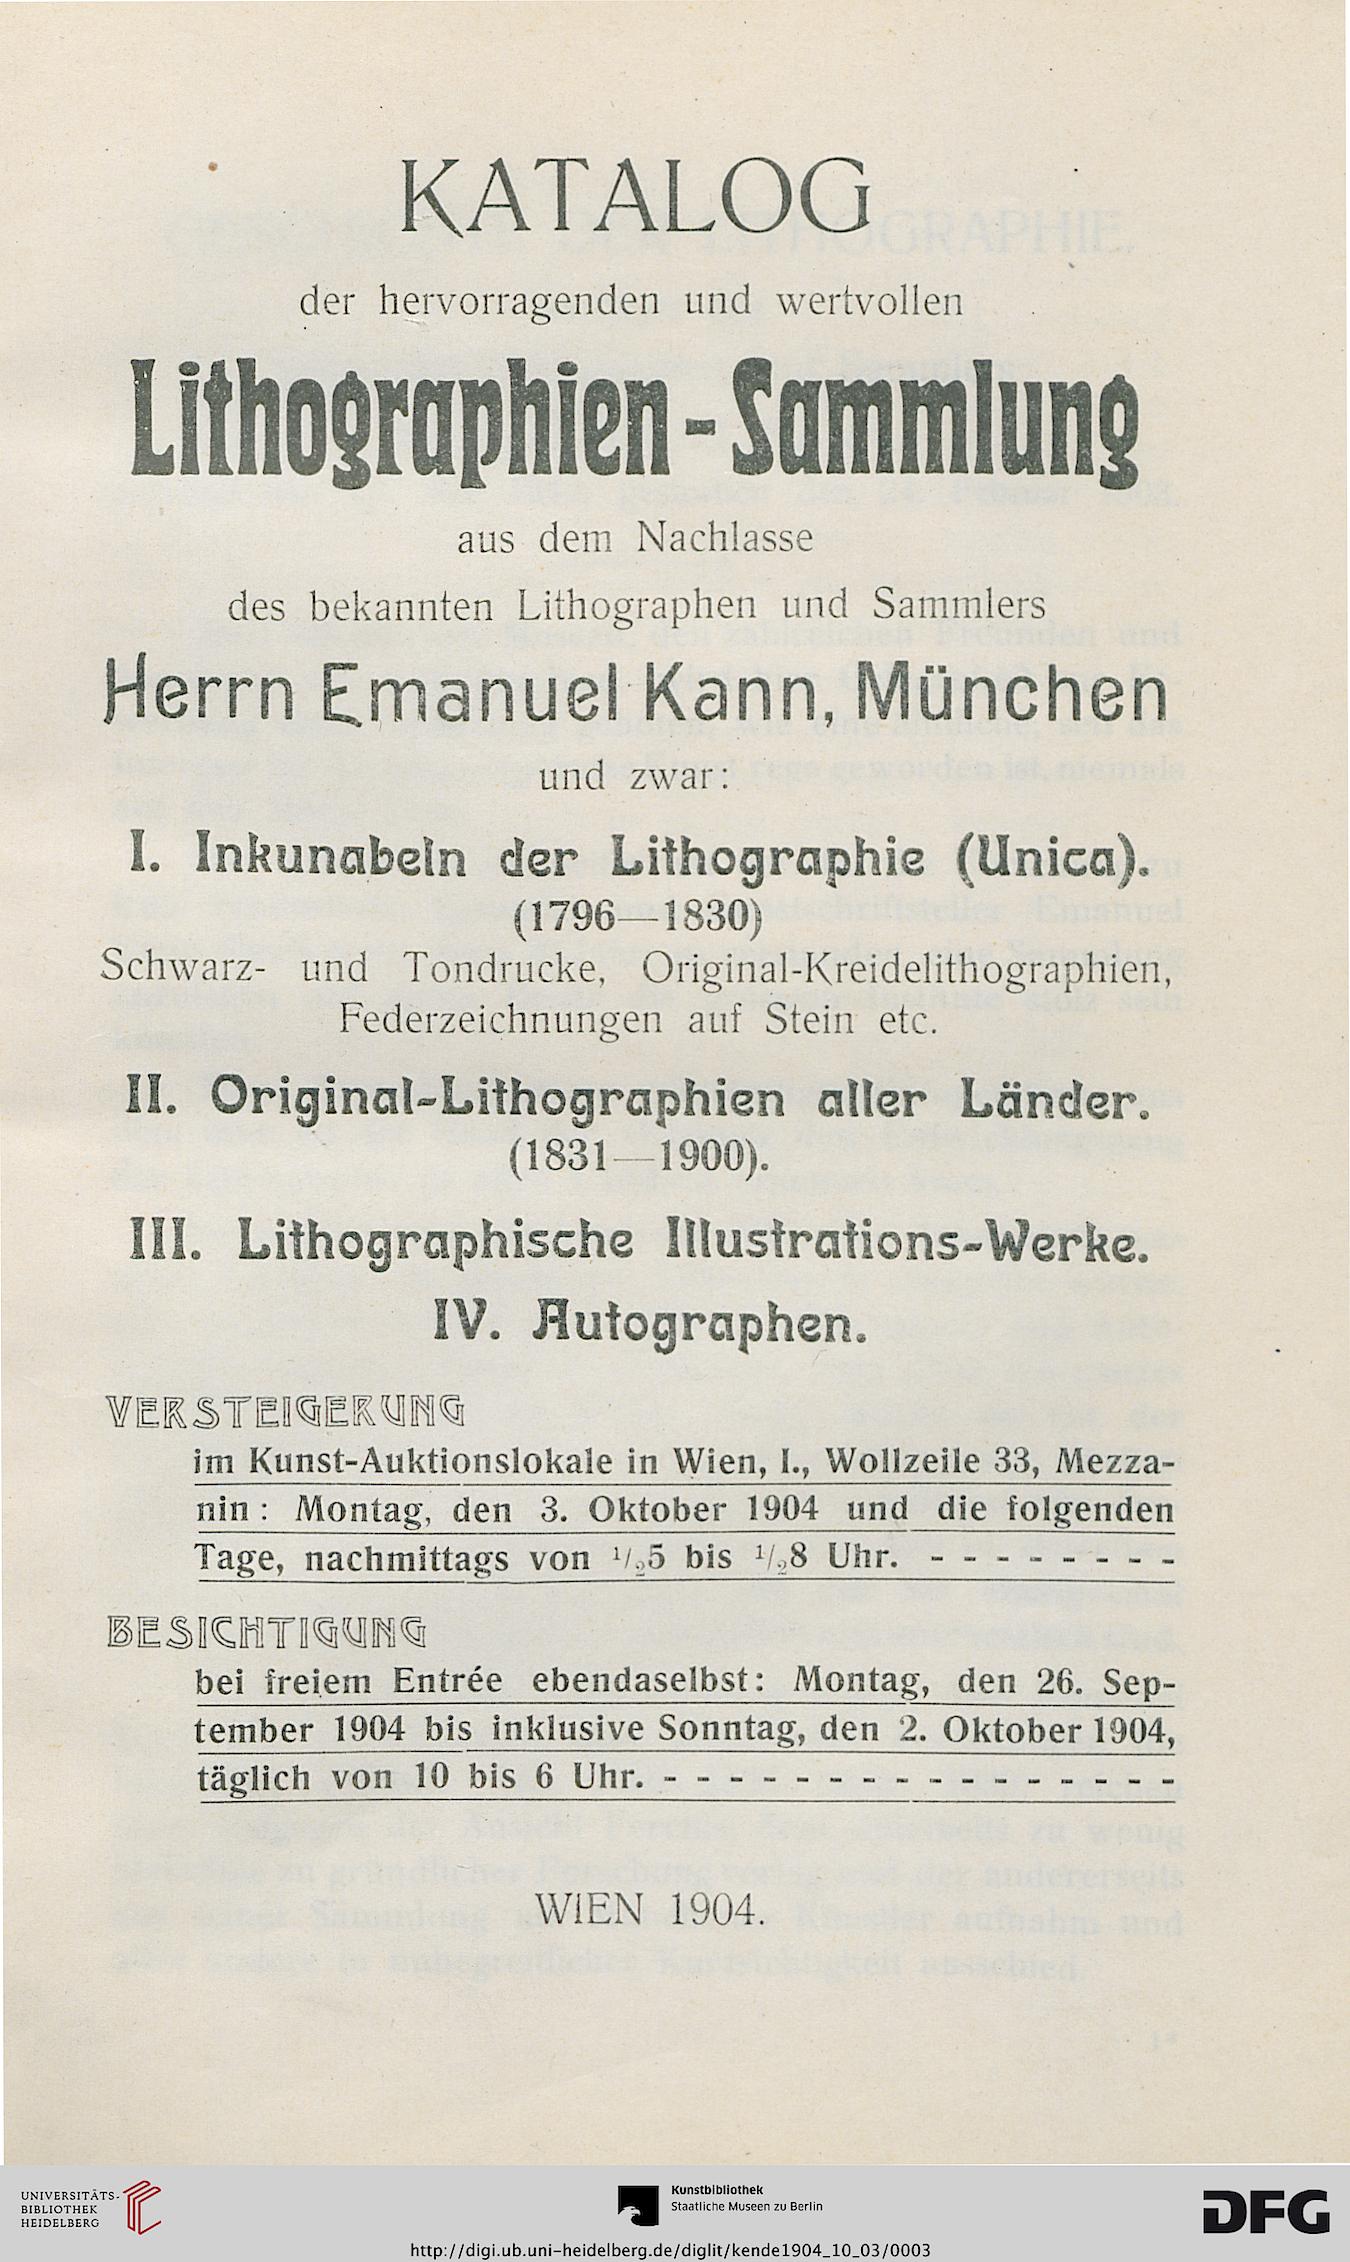 KATALOG
der hervorragenden und wertvollen
Lithographien-Sammlung
aus dem Nachlasse
des bekannten Lithographen und Sammlers
Herrn Emanuel Kann, München
und zwar:
I. Inkunabeln der Lithographie (Unica).
(1796—1830)
Schwarz- und Tondrucke, Original-Kreidelithographien,
Federzeichnungen auf Stein etc.
II. Original-Lithographien aller Länder.
(1831—1900).
III. Lithographische Illustrations-Werke.
IV. Autographen.
VERSTEIGERUNG
im Kunst-Auktionslokale in Wien, I., Wollzeile 33, Mezza-
nin: Montag, den 3. Oktober 1904 und die folgenden
Tage, nachmittags von 1/25 bis 1/28 Uhr. - - - - - - - -
BESICHTIGUNG
bei freiem Entrée ebendaselbst: Montag, den 26. Sep-
tember 1904 bis inklusive Sonntag, den 2. Oktober 1904,
täglich von 10 bis 6 Uhr. - - - - - - - - - - - - - - - -
WIEN 1904.
UNIVERSITÄTS-
BIBLIOTHEK
HEIDELBERG
Kunstbibliothek
Staatliche Museen zu Berlin
DFG
http://digi.ub.uni-heidelberg.de/diglit/kende1904_10_03/0003